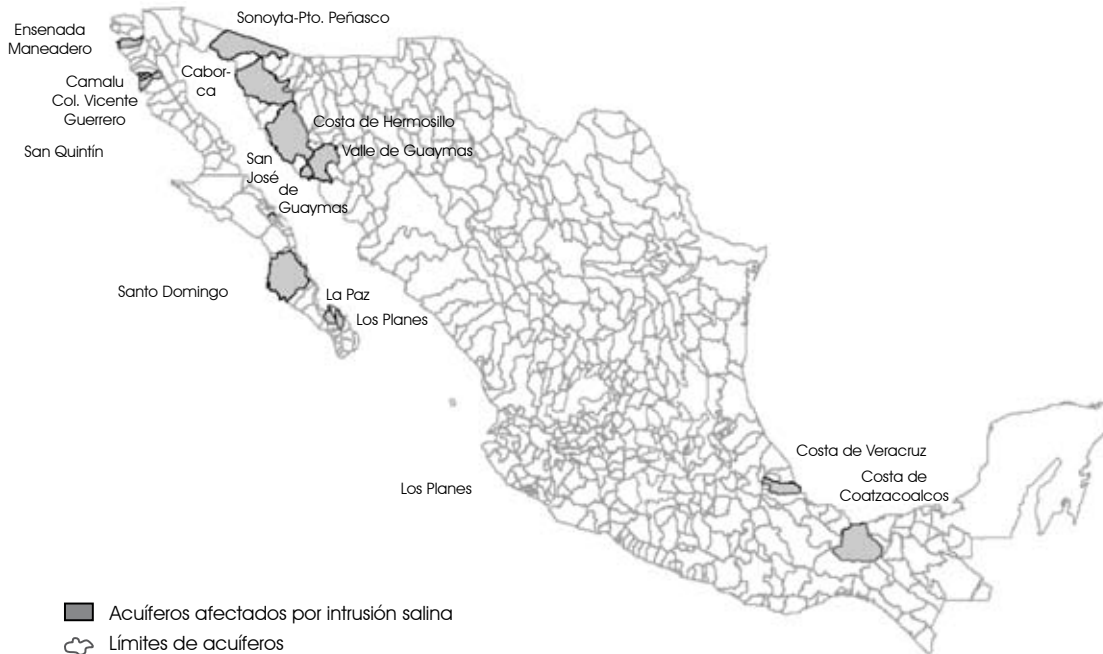 Sonoyta-Pto. Peñasco
Ensenada
Maneadero
Cabor-
ca
Camalu
Col. Vicente
Guerrero
Costa de Hermosillo
San Quintín
Valle de Guaymas
San
José
de
Guaymas
Santo Domingo
La Paz
Los Planes
Costa de Veracruz
Costa de
Coatzacoalcos
Los Planes
Acuíferos afectados por intrusión salina
Límites de acuíferos